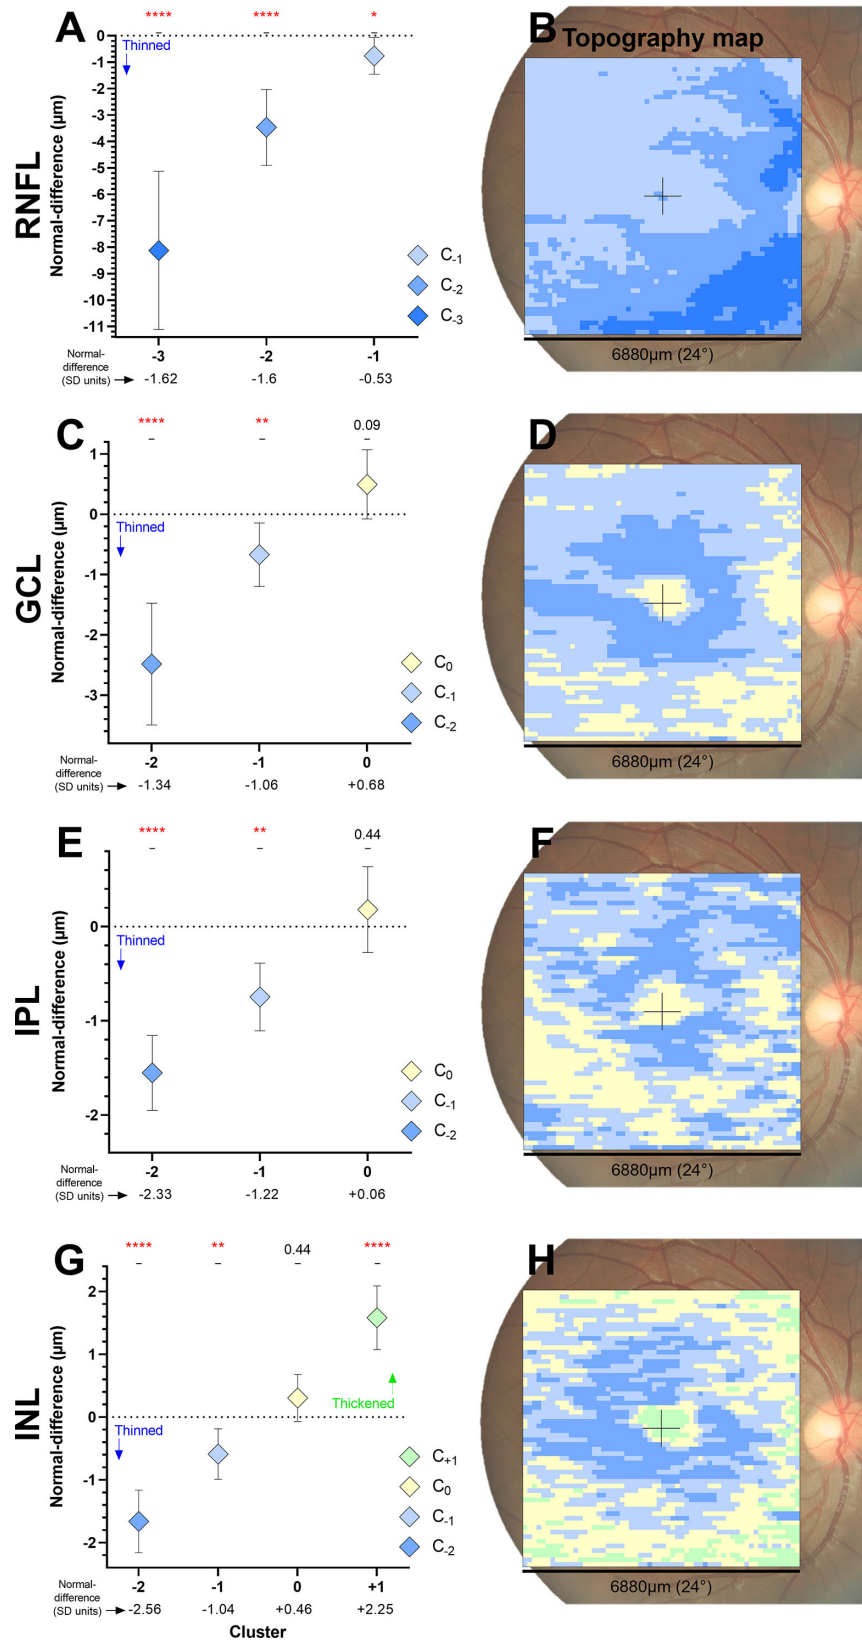 A
B
Topography map
**** **** *
RNFL
Normal-difference (µm)
0
-1
-2
-3
-4
-5
-6
-7
-8
-9
-10
-11
Thinned
C-1
C-2
C-3
-3 -2 -1
Normal-
difference
(SD units)
-1.62 -1.6 -0.53
6880µm (24°)
C
D
**** ** 0.09
GCL
Normal-difference (µm)
1
0
-1
-2
-3
Thinned
C0
C-1
C-2
-2 -1 0
Normal-
difference
(SD units)
-1.34 -1.06 +0.68
6880µm (24°)
E
F
**** ** 0.44
IPL
Normal-difference (µm)
0
-1
-2
Thinned
C0
C-1
C-2
-2 -1 0
Normal-
difference
(SD units)
-2.33 -1.22 +0.06
6880µm (24°)
G
H
**** ** 0.44 ****
INL
Normal-difference (µm)
2
1
0
-1
-2
Thickened
Thinned
C+1
C0
C-1
C-2
-2 -1 0 +1
Normal-
difference
(SD units)
-2.56 -1.04 +0.46 +2.25
Cluster
6880µm (24°)